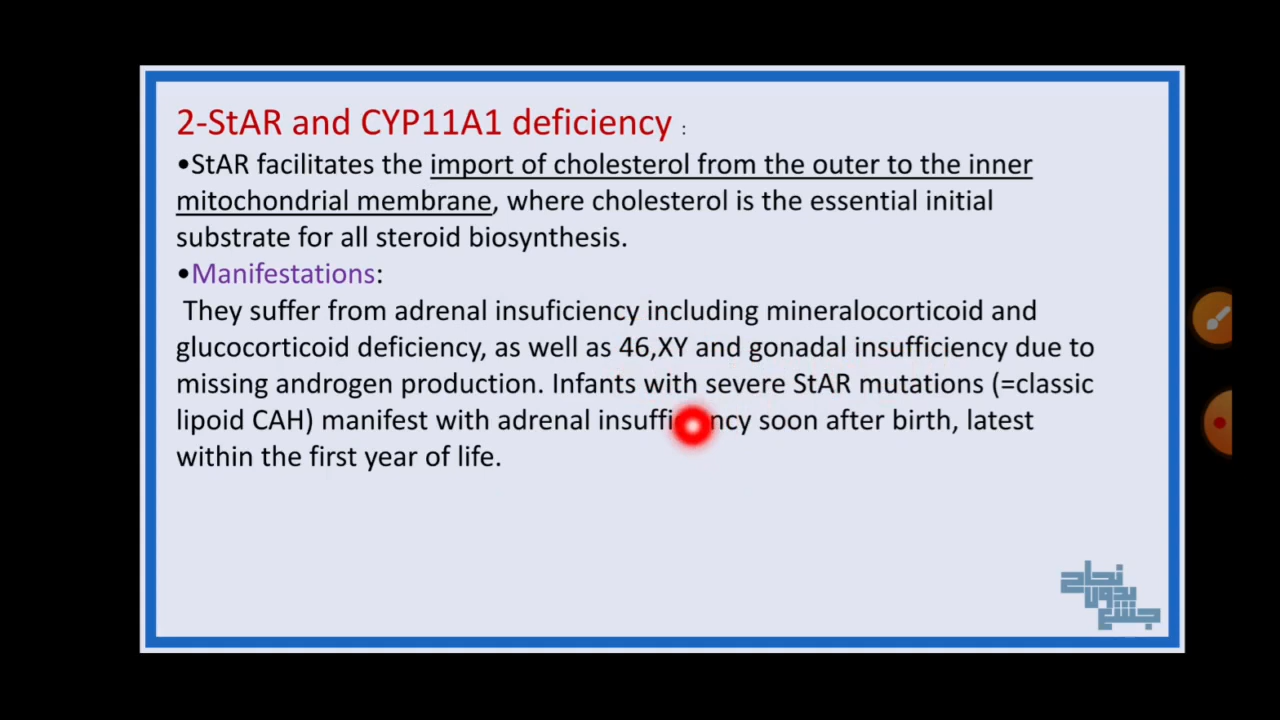 2-StAR and CYP11A1 deficiency :
•StAR facilitates the import of cholesterol from the outer to the inner
mitochondrial membrane, where cholesterol is the essential initial
substrate for all steroid biosynthesis.
•Manifestations:
They suffer from adrenal insuficiency including mineralocorticoid and
glucocorticoid deficiency, as well as 46,XY and gonadal insufficiency due to
missing androgen production. Infants with severe StAR mutations (=classic
lipoid CAH) manifest with adrenal insufficiency soon after birth, latest
within the first year of life.
نجاح
بدون
جشع